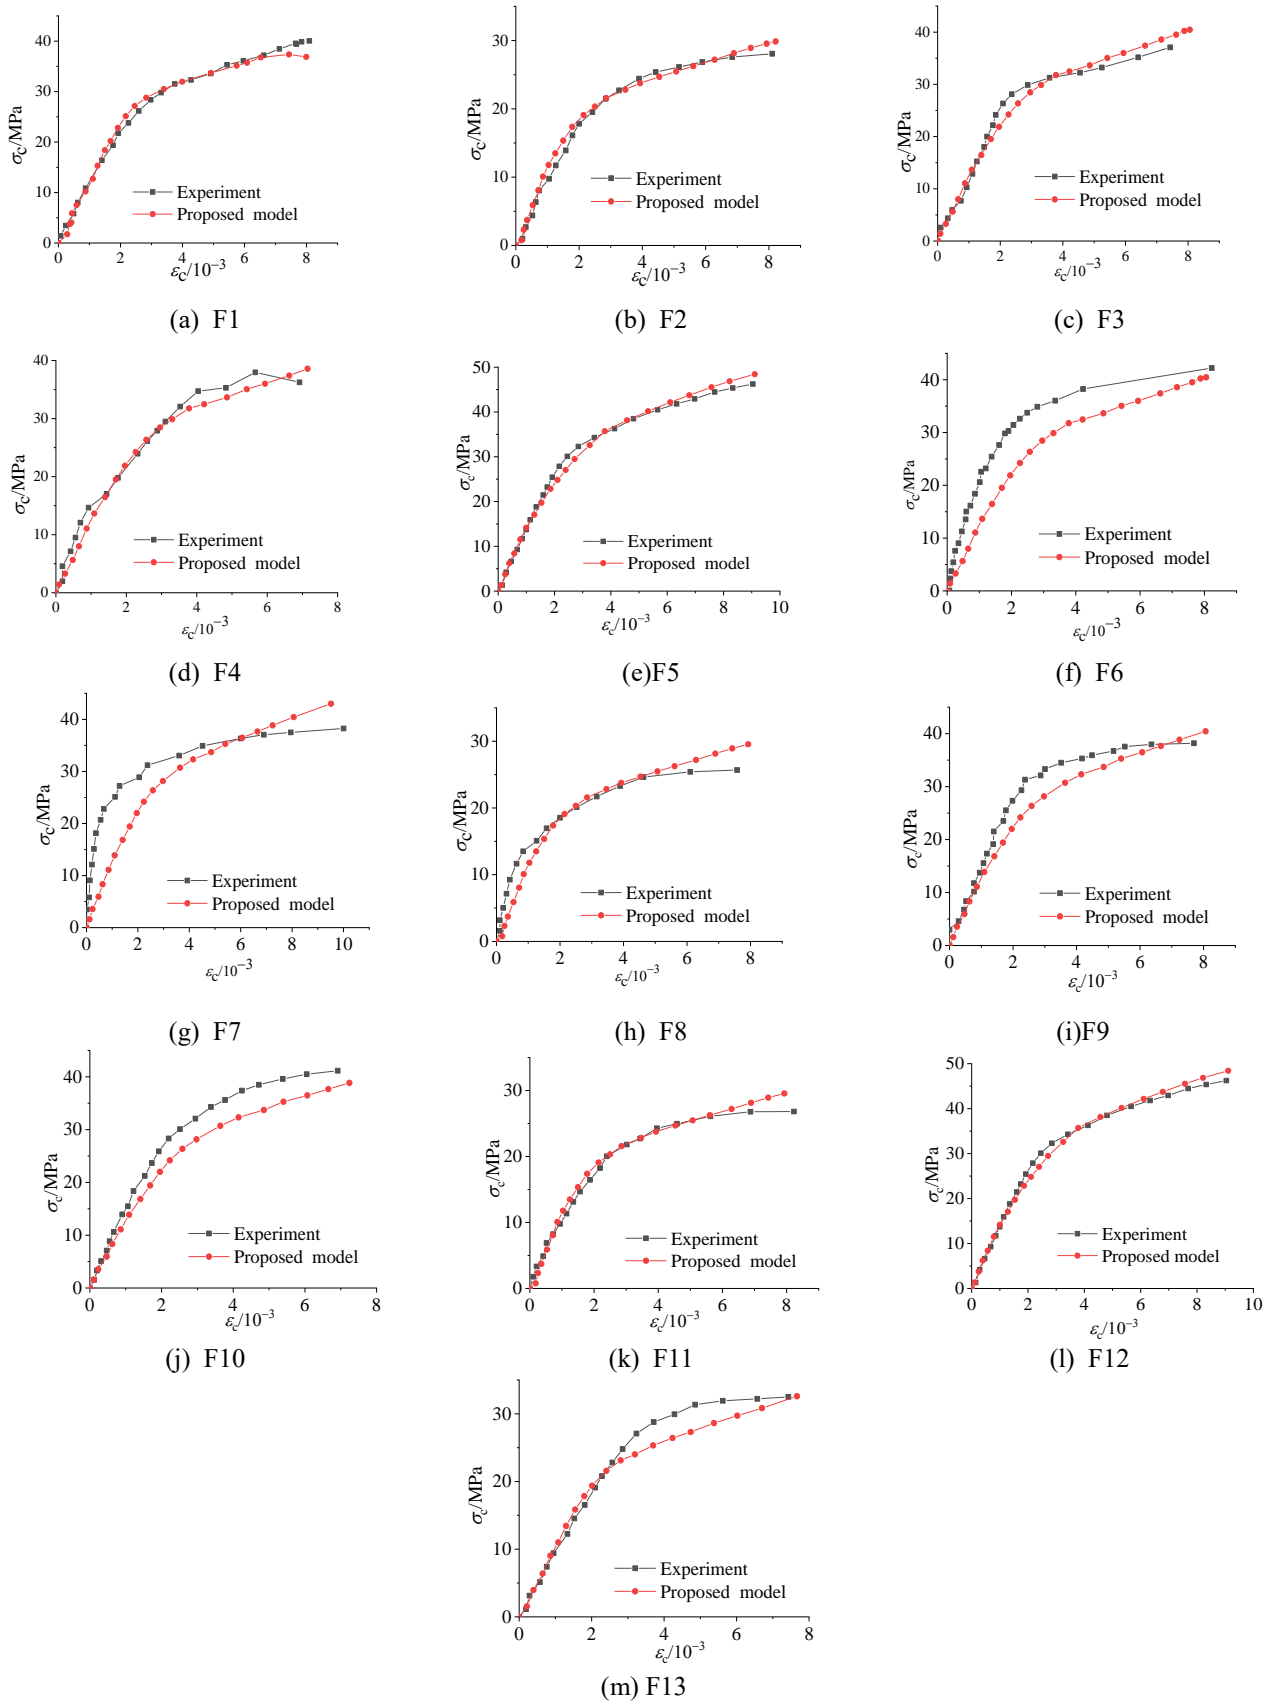 40
30
20
10
0
0 2 4 6 8
σc/MPa
εc/10−3
Experiment
Proposed model
(a) F1
30
20
10
0
0 2 4 6 8
σc/MPa
εc/10−3
Experiment
Proposed model
(b) F2
40
30
20
10
0
0 2 4 6 8
σc/MPa
εc/10−3
Experiment
Proposed model
(c) F3
40
30
20
10
0
0 2 4 6 8
σc/MPa
εc/10−3
Experiment
Proposed model
(d) F4
50
40
30
20
10
0
0 2 4 6 8 10
σc/MPa
εc/10−3
Experiment
Proposed model
(e)F5
40
30
20
10
0
0 2 4 6 8
σc/MPa
εc/10−3
Experiment
Proposed model
(f) F6
40
30
20
10
0
0 2 4 6 8 10
σc/MPa
εc/10−3
Experiment
Proposed model
(g) F7
30
20
10
0
0 2 4 6 8
σc/MPa
εc/10−3
Experiment
Proposed model
(h) F8
40
30
20
10
0
0 2 4 6 8
σc/MPa
εc/10−3
Experiment
Proposed model
(i)F9
40
30
20
10
0
0 2 4 6 8
σc/MPa
εc/10−3
Experiment
Proposed model
(j) F10
30
20
10
0
0 2 4 6 8
σc/MPa
εc/10−3
Experiment
Proposed model
(k) F11
50
40
30
20
10
0
0 2 4 6 8 10
σc/MPa
εc/10−3
Experiment
Proposed model
(l) F12
30
20
10
0
0 2 4 6 8
σc/MPa
εc/10−3
Experiment
Proposed model
(m) F13